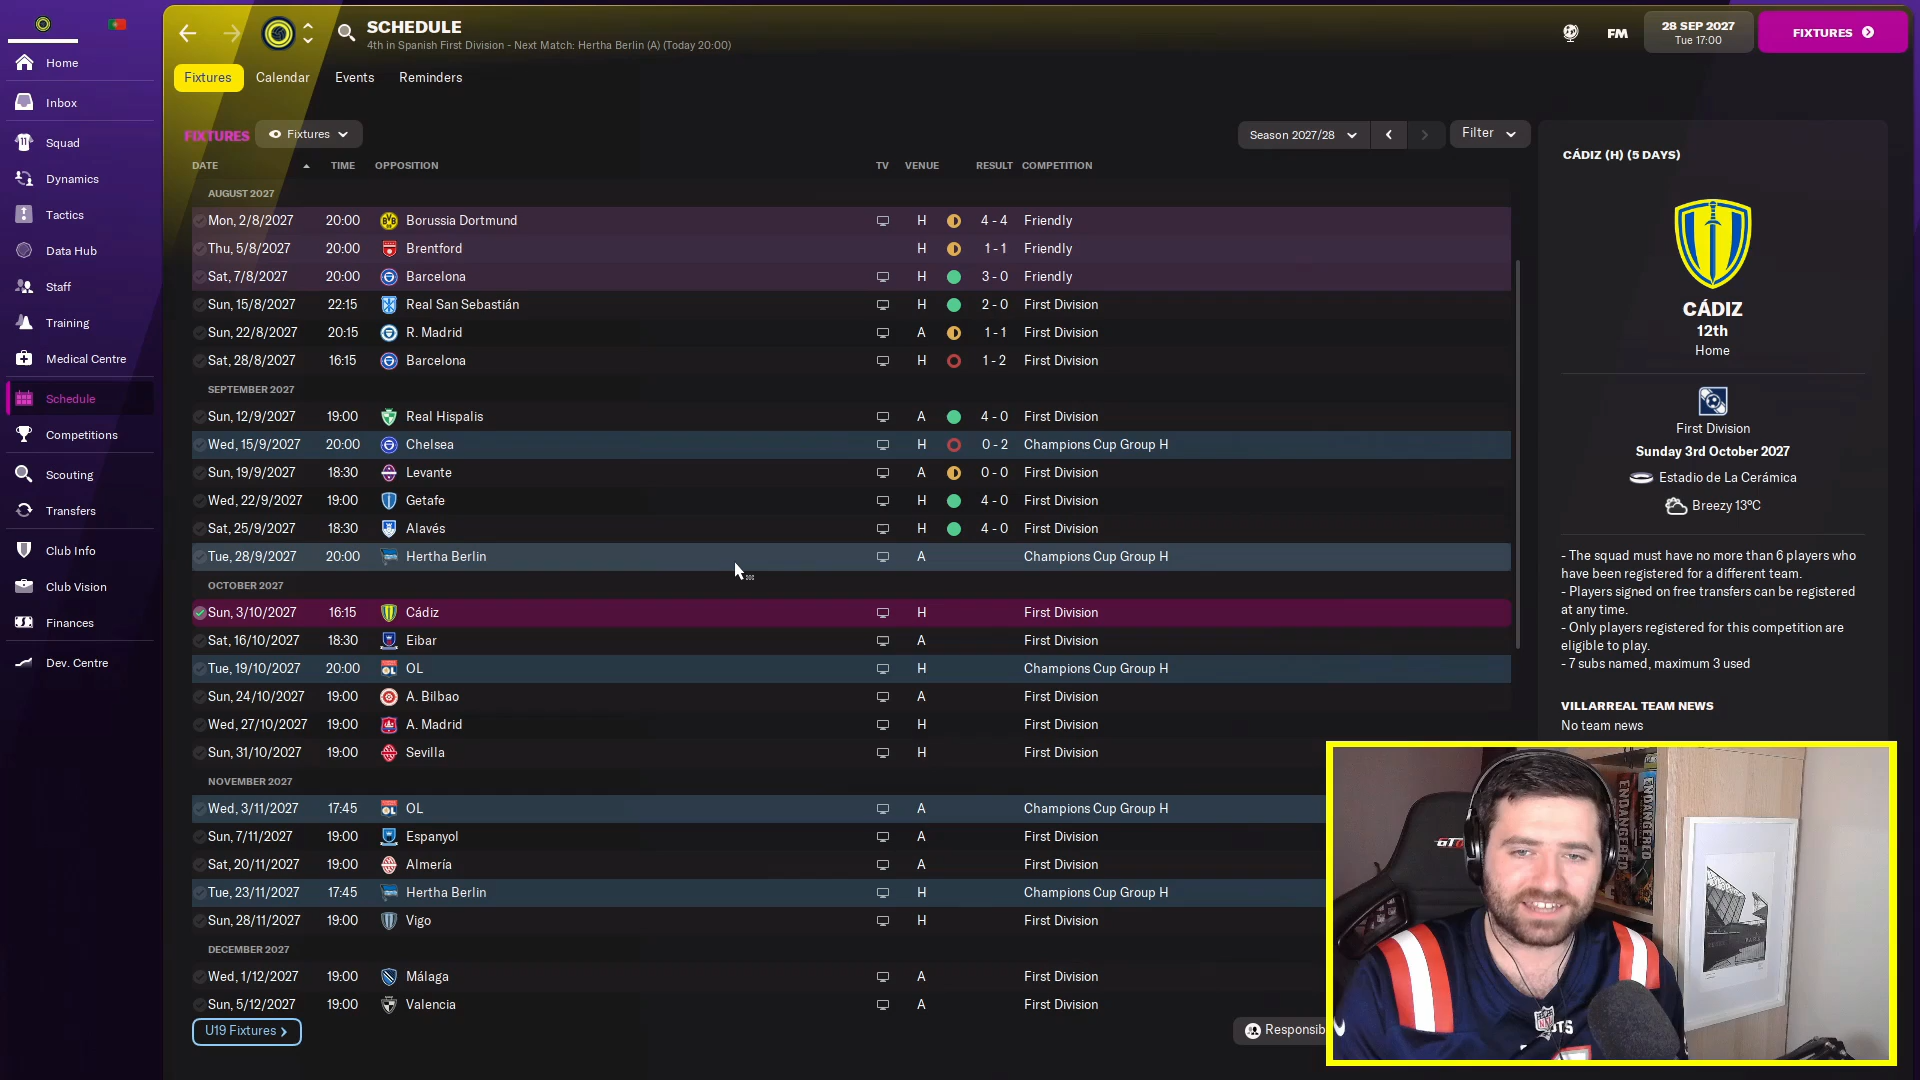 SCHEDULE
4th in Spanish First Division - Next Match: Hertha Berlin (A) (Today 20:00)
FM
28 SEP 2027
Tue 17:00
FIXTURES
Home
Inbox
Squad
Dynamics
Tactics
Data Hub
Staff
Training
Medical Centre
Schedule
Competitions
Scouting
Transfers
Club Info
Club Vision
Finances
Dev. Centre
Fixtures Calendar Events Reminders
FIXTURES Fixtures
Season 2027/28 Filter
DATE TIME OPPOSITION TV VENUE RESULT COMPETITION
AUGUST 2027
Mon, 2/8/2027 20:00 Borussia Dortmund H 4 - 4 Friendly
Thu, 5/8/2027 20:00 Brentford H 1 - 1 Friendly
Sat, 7/8/2027 20:00 Barcelona H 3 - 0 Friendly
Sun, 15/8/2027 22:15 Real San Sebastián H 2 - 0 First Division
Sun, 22/8/2027 20:15 R. Madrid A 1 - 1 First Division
Sat, 28/8/2027 16:15 Barcelona H 1 - 2 First Division
SEPTEMBER 2027
Sun, 12/9/2027 19:00 Real Hispalis A 4 - 0 First Division
Wed, 15/9/2027 20:00 Chelsea H 0 - 2 Champions Cup Group H
Sun, 19/9/2027 18:30 Levante A 0 - 0 First Division
Wed, 22/9/2027 19:00 Getafe H 4 - 0 First Division
Sat, 25/9/2027 18:30 Alavés H 4 - 0 First Division
Tue, 28/9/2027 20:00 Hertha Berlin A Champions Cup Group H
OCTOBER 2027
Sun, 3/10/2027 16:15 Cádiz H First Division
Sat, 16/10/2027 18:30 Eibar A First Division
Tue, 19/10/2027 20:00 OL H Champions Cup Group H
Sun, 24/10/2027 19:00 A. Bilbao A First Division
Wed, 27/10/2027 19:00 A. Madrid H First Division
Sun, 31/10/2027 19:00 Sevilla H First Division
NOVEMBER 2027
Wed, 3/11/2027 17:45 OL A Champions Cup Group H
Sun, 7/11/2027 19:00 Espanyol A First Division
Sat, 20/11/2027 19:00 Almería A First Division
Tue, 23/11/2027 17:45 Hertha Berlin H Champions Cup Group H
Sun, 28/11/2027 19:00 Vigo H First Division
DECEMBER 2027
Wed, 1/12/2027 19:00 Málaga A First Division
Sun, 5/12/2027 19:00 Valencia A First Division
U19 Fixtures
Responsib
CÁDIZ (H) (5 DAYS)
CÁDIZ
12th
Home
First Division
Sunday 3rd October 2027
Estadio de La Cerámica
Breezy 13ºC
- The squad must have no more than 6 players who
have been registered for a different team.
- Players signed on free transfers can be registered
at any time.
- Only players registered for this competition are
eligible to play.
- 7 subs named, maximum 3 used
VILLARREAL TEAM NEWS
No team news
ENDANGERED
ENDANGERED
NFL